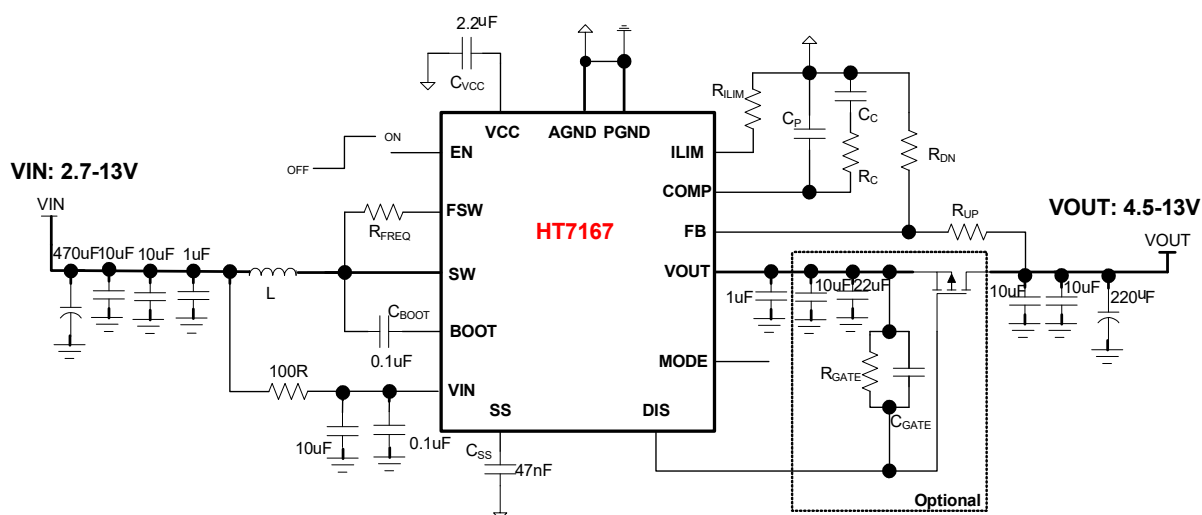 2.2uF
CVCC
VCC
AGND
PGND
RILIM
CP
CC
RC
RDN
ON
OFF
EN
ILIM
COMP
VIN: 2.7-13V
VIN
FSW
RFREQ
HT7167
FB
RUP
VOUT: 4.5-13V
VOUT
470uF
10uF
10uF
1uF
L
SW
VOUT
1uF
10uF
22uF
10uF
10uF
220uF
CBOOT
0.1uF
BOOT
MODE
RGATE
CGATE
100R
VIN
10uF
0.1uF
SS
DIS
CSS
47nF
Optional